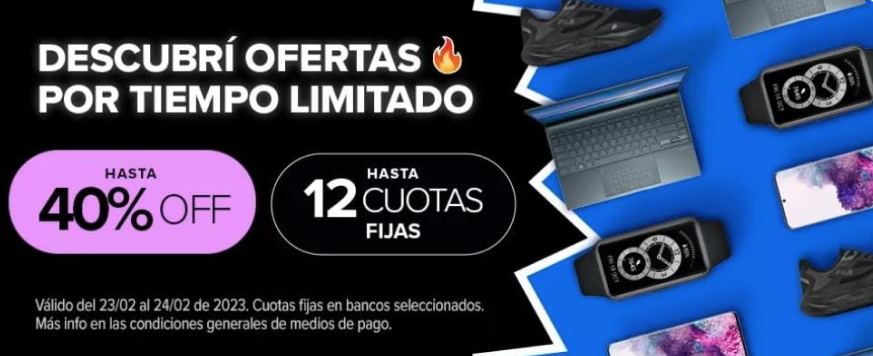 DESCUBRÍ OFERTAS🔥
POR TIEMPO LIMITADO
HASTA
40% OFF
HASTA
12 CUOTAS
FIJAS
Válido del 23/02 al 24/02 de 2023. Cuotas fijas en bancos seleccionados.
Más info en las condiciones generales de medios de pago.